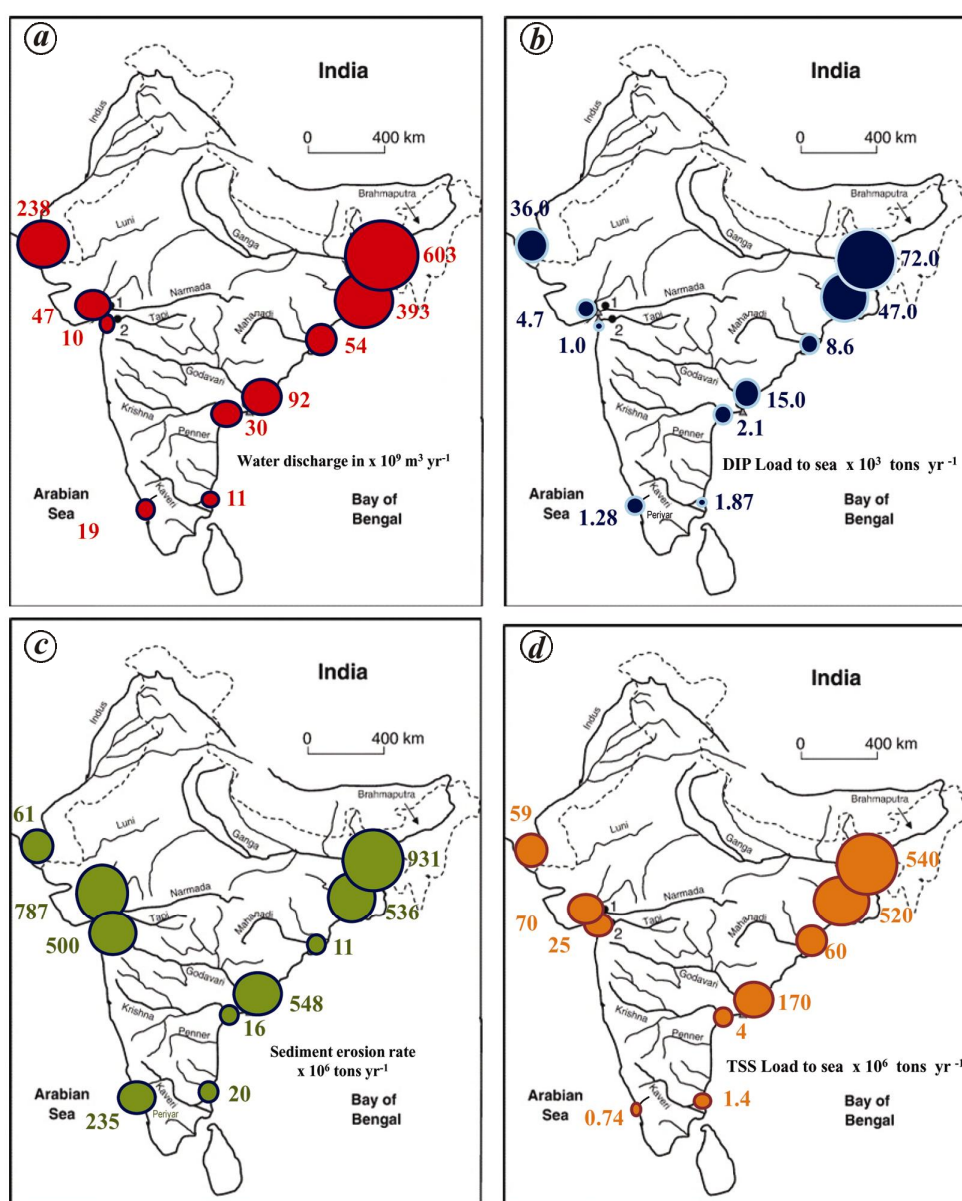 a
India
0 400 km
Indus
Brahmaputra
238
Luni
Ganga
603
Narmada
1
47
Tapi
2
10
Mahanadi
393
54
Godavari
92
Krishna
30
Penner
Water discharge in x 10⁹ m³ yr⁻¹
Arabian
Sea
Kaveri
11
Bay of
Bengal
19
b
India
0 400 km
Indus
Brahmaputra
36.0
Luni
Ganga
72.0
Narmada
1
4.7
Tapi
2
1.0
Mahanadi
47.0
8.6
Godavari
15.0
Krishna
2.1
Penner
DIP Load to sea x 10³ tons yr⁻¹
Arabian
Sea
Kaveri
1.87
Bay of
Bengal
1.28
Periyar
c
India
0 400 km
Indus
Brahmaputra
61
Luni
Ganga
931
Narmada
787
Tapi
500
Mahanadi
536
11
Godavari
548
Krishna
16
Penner
Sediment erosion rate
x 10⁶ tons yr⁻¹
Arabian
Sea
Kaveri
20
Bay of
Bengal
235
Periyar
d
India
0 400 km
Indus
Brahmaputra
59
Luni
Ganga
540
Narmada
1
70
Tapi
2
25
Mahanadi
520
60
Godavari
170
Krishna
4
Penner
TSS Load to sea x 10⁶ tons yr⁻¹
Arabian
Sea
Kaveri
1.4
Bay of
Bengal
0.74